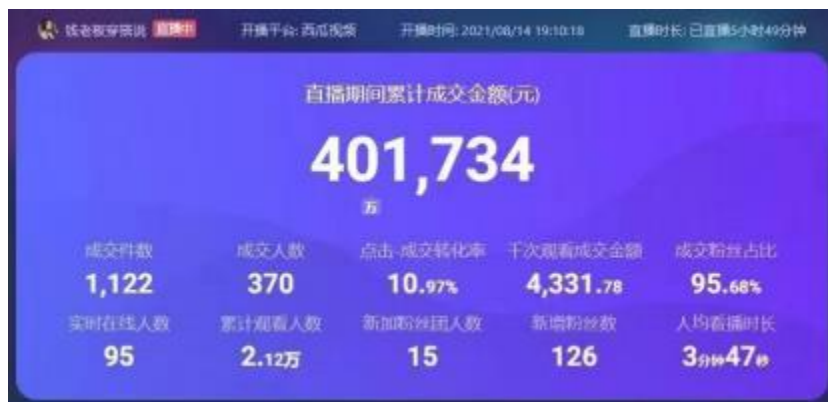 钱老板穿搭说 直播中 开播平台: 西瓜视频 开播时间: 2021/08/14 19:10:18 直播时长: 已直播5小时49分钟
直播期间累计成交金额(元)
401,734
万
成交件数 成交人数 点击-成交转化率 千次观看成交金额 成交粉丝占比
1,122 370 10.97% 4,331.78 95.68%
实时在线人数 累计观看人数 新加粉丝团人数 新增粉丝数 人均看播时长
95 2.12万 15 126 3分钟47秒